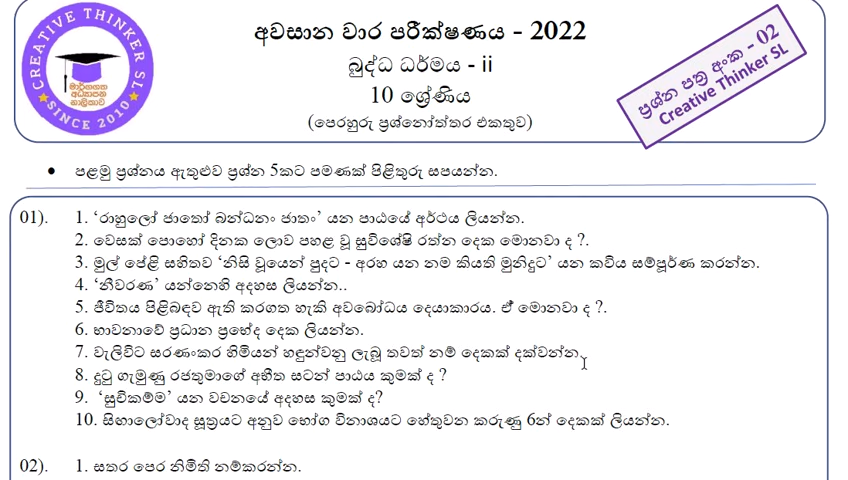 CREATIVE THINKER SL
මාර්ගගත
අධ්‍යාපන
නාලිකාව
SINCE 2010
අවසාන වාර පරීක්ෂණය - 2022
බුද්ධ ධර්මය - ii
10 ශ්‍රේණිය
(පෙරහුරු ප්‍රශ්නෝත්තර එකතුව)
ප්‍රශ්න පත්‍ර අංක - 02
Creative Thinker SL
• පළමු ප්‍රශ්නය ඇතුළුව ප්‍රශ්න 5කට පමණක් පිළිතුරු සපයන්න.
01). 1. ‘රාහුලෝ ජාතෝ බන්ධනං ජාතං’ යන පාඨයේ අර්ථය ලියන්න.
2. වෙසක් පොහෝ දිනක ලොව පහළ වූ සුවිශේෂි රත්න දෙක මොනවා ද ?.
3. මුල් පේළි සහිතව ‘නිසි වූයෙන් පුදට - අරහ යන නම කියති මුනිදුට’ යන කවිය සම්පූර්ණ කරන්න.
4. ‘නීවරණ’ යන්නෙහි අදහස ලියන්න..
5. ජීවිතය පිළිබඳව ඇති කරගත හැකි අවබෝධය දෙයාකාරය. ඒ් මොනවා ද ?.
6. භාවනාවේ ප්‍රධාන ප්‍රභේද දෙක ලියන්න.
7. වැලිවිට සරණංකර හිමියන් හඳුන්වනු ලැබූ තවත් නම් දෙකක් දක්වන්න.
8. දුටු ගැමුණු රජතුමාගේ අභීත සටන් පාඨය කුමක් ද ?
9. ‘සුචිකම්ම’ යන වචනයේ අදහස කුමක් ද?
10. සිඟාලෝවාද සූත්‍රයට අනුව භෝග විනාශයට හේතුවන කරුණු 6න් දෙකක් ලියන්න.
02). 1. සතර පෙර නිමිති නම්කරන්න.